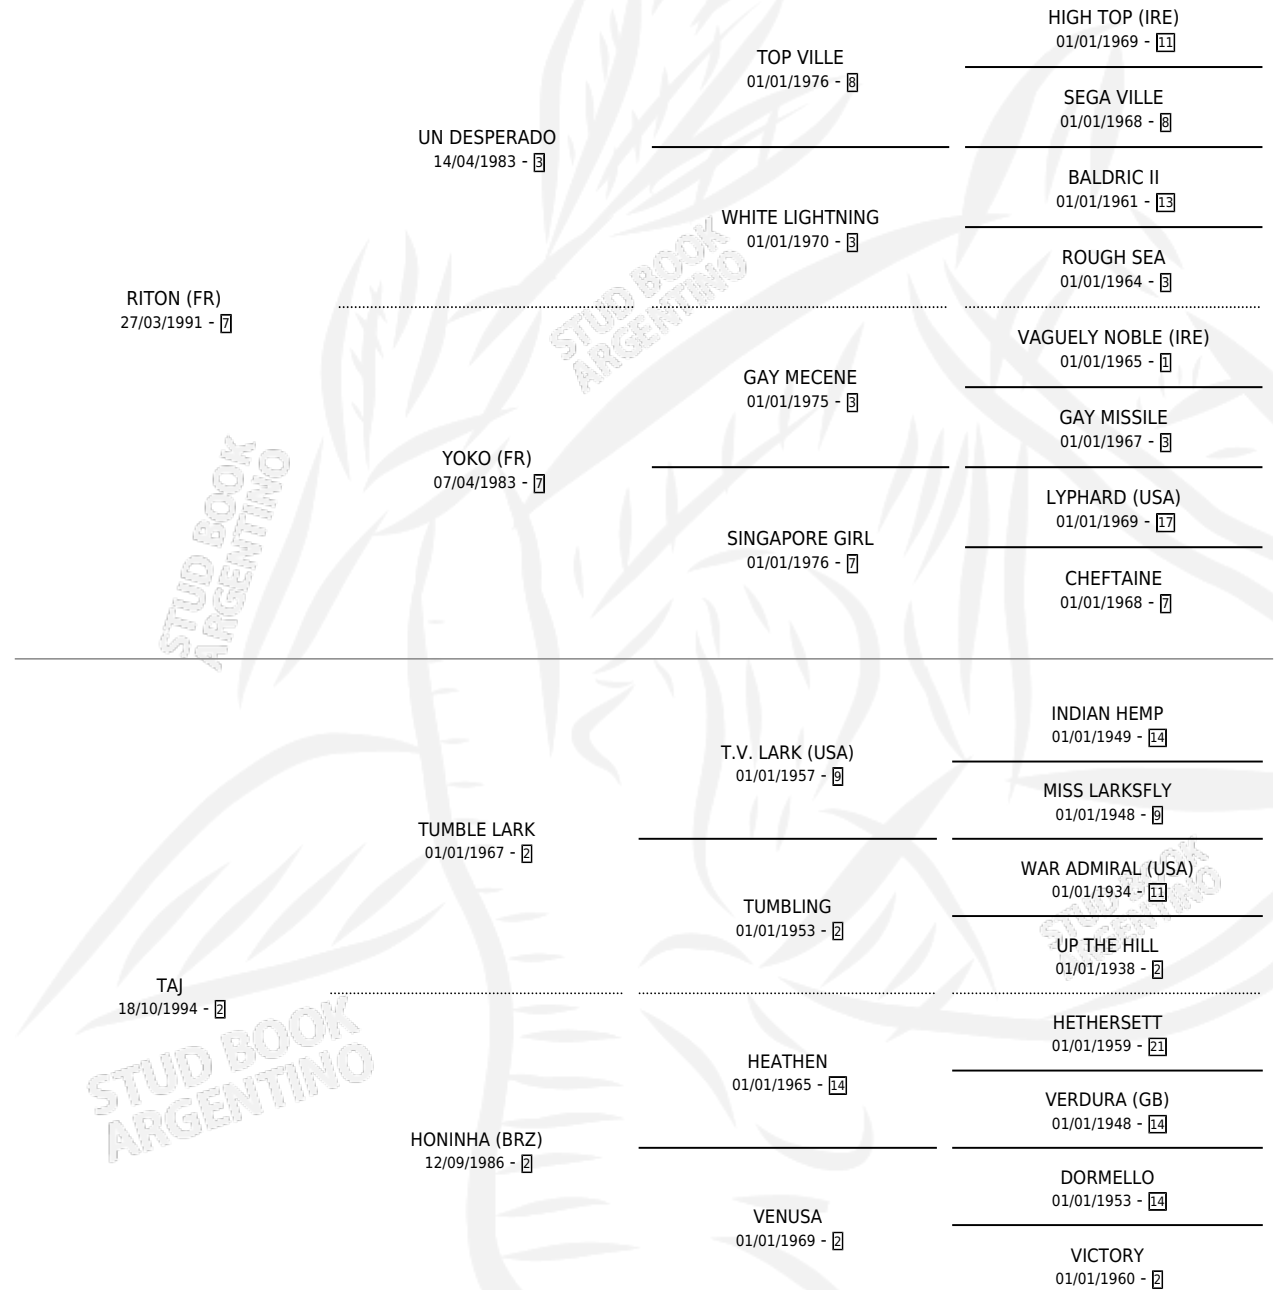 HIGH TOP (IRE)
01/01/1969 - 11
TOP VILLE
01/01/1976 - 8
SEGA VILLE
01/01/1968 - 8
UN DESPERADO
14/04/1983 - 3
BALDRIC II
01/01/1961 - 13
WHITE LIGHTNING
01/01/1970 - 3
ROUGH SEA
01/01/1964 - 3
RITON (FR)
27/03/1991 - 7
VAGUELY NOBLE (IRE)
01/01/1965 - 1
GAY MECENE
01/01/1975 - 3
GAY MISSILE
01/01/1967 - 3
YOKO (FR)
07/04/1983 - 7
LYPHARD (USA)
01/01/1969 - 17
SINGAPORE GIRL
01/01/1976 - 7
CHEFTAINE
01/01/1968 - 7
INDIAN HEMP
01/01/1949 - 14
T.V. LARK (USA)
01/01/1957 - 9
MISS LARKSFLY
01/01/1948 - 9
TUMBLE LARK
01/01/1967 - 2
WAR ADMIRAL (USA)
01/01/1934 - 11
TUMBLING
01/01/1953 - 2
UP THE HILL
01/01/1938 - 2
TAJ
18/10/1994 - 2
HETHERSETT
01/01/1959 - 21
HEATHEN
01/01/1965 - 14
VERDURA (GB)
01/01/1948 - 14
HONINHA (BRZ)
12/09/1986 - 2
DORMELLO
01/01/1953 - 14
VENUSA
01/01/1969 - 2
VICTORY
01/01/1960 - 2
STUD BOOK
ARGENTINO
STUD BOOK
ARGENTINO
STUD BOOK
ARGENTINO
STUD BOOK
ARGENTINO